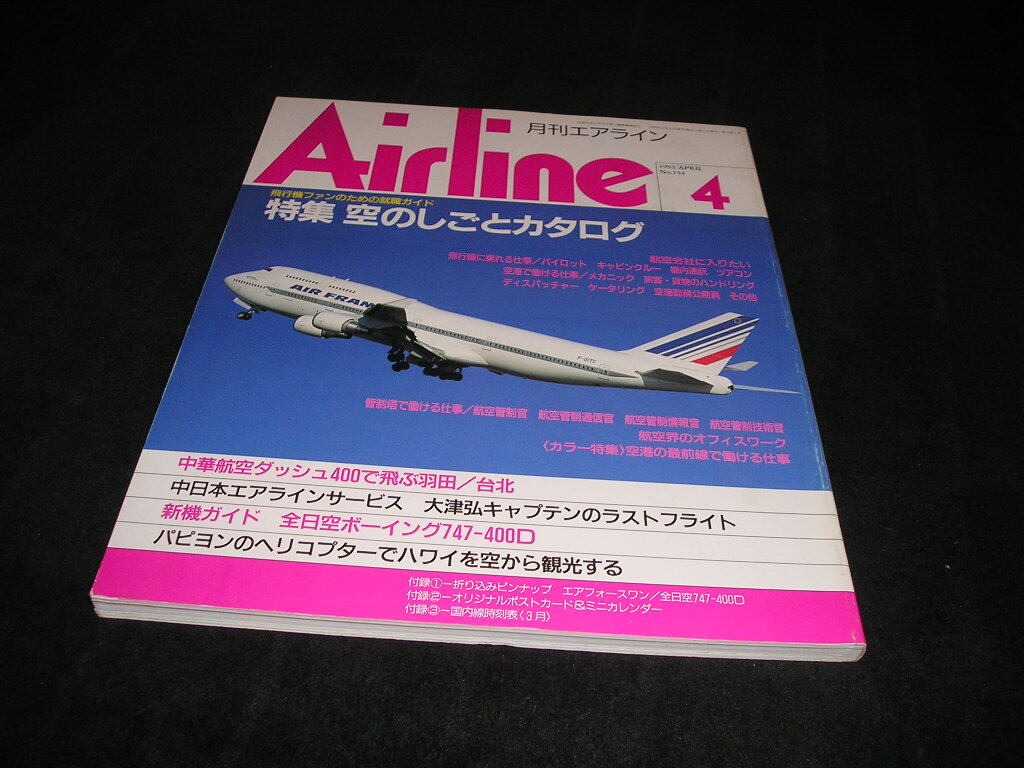 Airline
月刊エアライン
1992/APRIL
No.154
4
飛行機ファンのための就職ガイド
特集 空のしごとカタログ
航空会社に入りたい
飛行機に乗れる仕事/パイロット キャビンクルー 機内通訳 ツアコン
空港で働ける仕事/メカニック 旅客・貨物のハンドリング
ディスパッチャー ケータリング 空港勤務公務員 その他
AIR FRAN
F-GITC
管制塔で働ける仕事/航空管制官 航空管制通信官 航空管制情報官 航空管制技術官
航空界のオフィスワーク
〈カラー特集〉空港の最前線で働ける仕事
中華航空ダッシュ400で飛ぶ羽田/台北
中日本エアラインサービス 大津弘キャプテンのラストフライト
新機ガイド 全日空ボーイング747-400D
パピヨンのヘリコプターでハワイを空から観光する
付録①—折り込みピンナップ エアフォースワン/全日空747-400D
付録②—オリジナルポストカード&ミニカレンダー
付録③—国内線時刻表〈3月〉